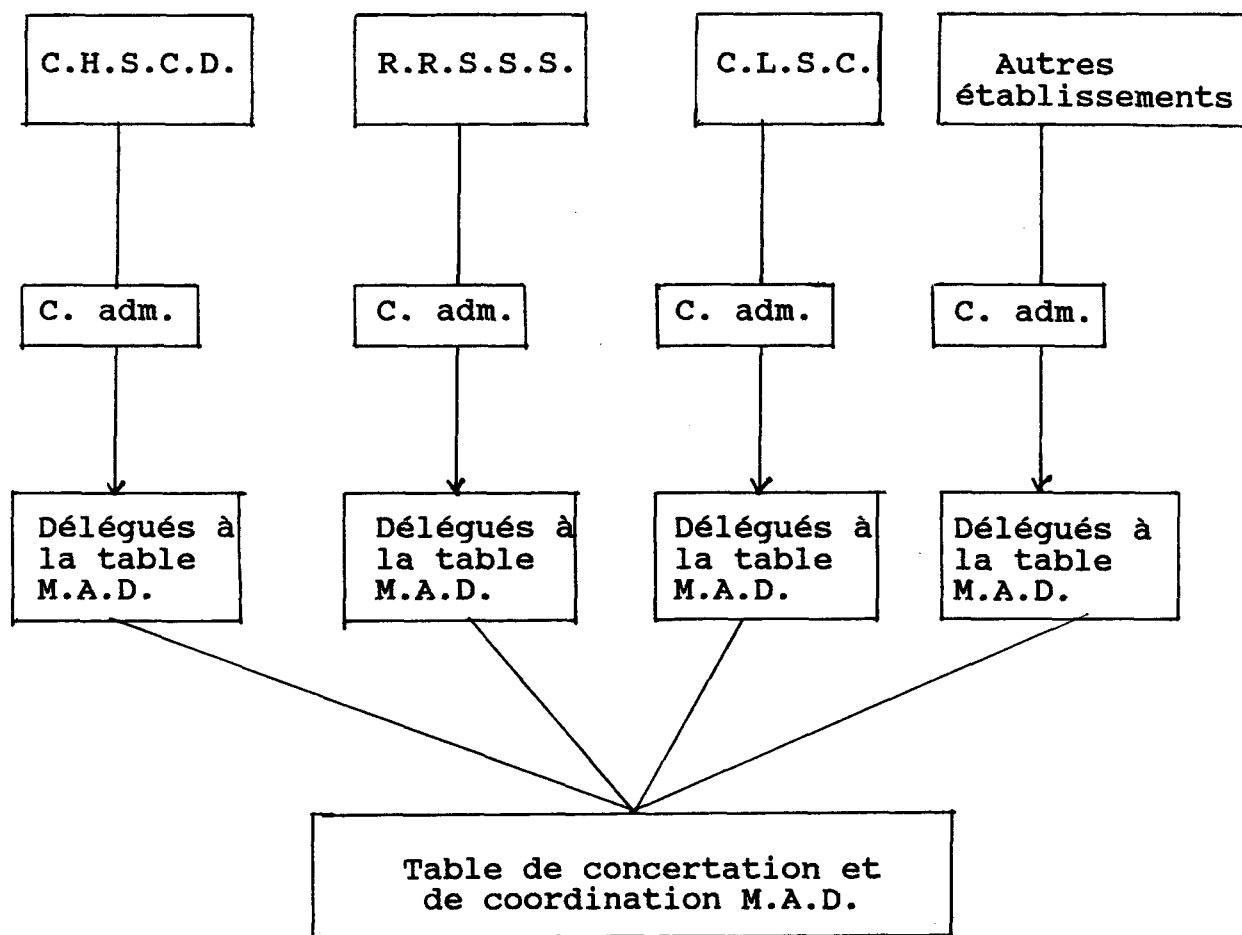 C.H.S.C.D.
R.R.S.S.S.
C.L.S.C.
Autres
établissements
C. adm.
C. adm.
C. adm.
C. adm.
Délégués à
la table
M.A.D.
Délégués à
la table
M.A.D.
Délégués à
la table
M.A.D.
Délégués à
la table
M.A.D.
Table de concertation et
de coordination M.A.D.